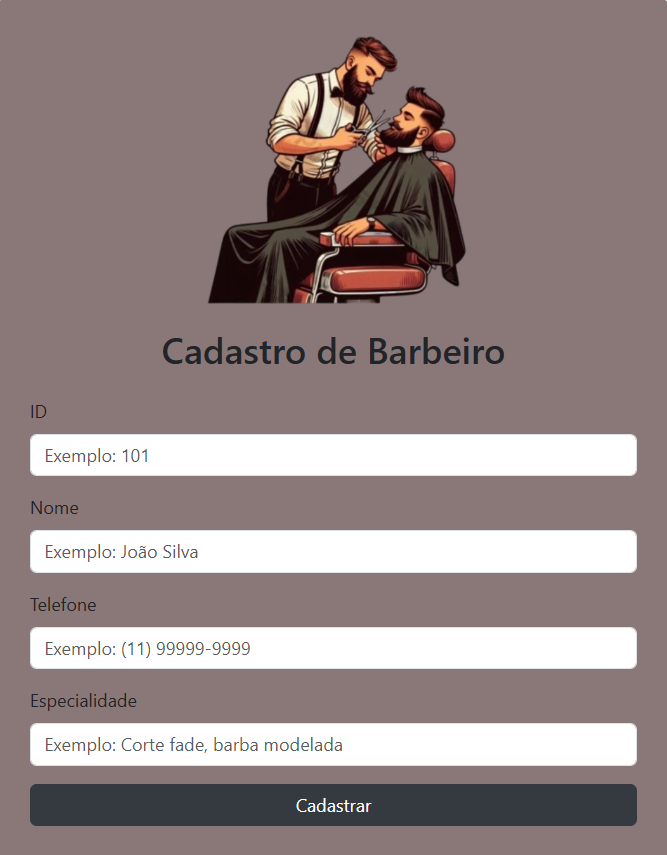 Cadastro de Barbeiro
ID
Exemplo: 101
Nome
Exemplo: João Silva
Telefone
Exemplo: (11) 99999-9999
Especialidade
Exemplo: Corte fade, barba modelada
Cadastrar